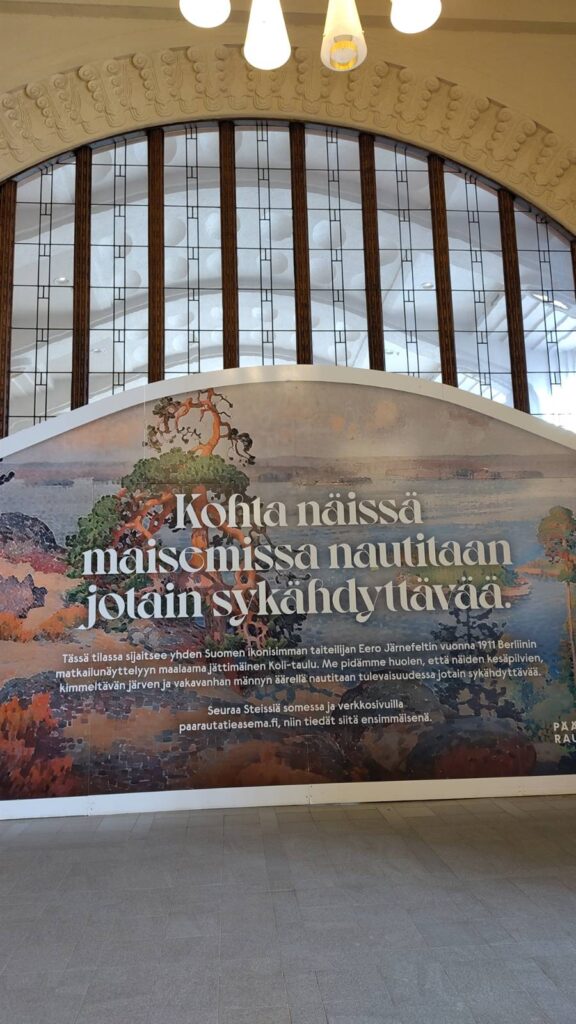 Kohta näissä
maisemissa nautitaan
jotain sykähdyttävää.
Tässä tilassa sijaitsee yhden Suomen ikonisimman taiteilijan Eero Järnefeltin vuonna 1911 Berliinin
matkailunäyttelyyn maalaama jättimäinen Koli-taulu. Me pidämme huolen, että näiden kesäpilvien,
kimmeltävän järven ja vakavanhan männyn äärellä nautitaan tulevaisuudessa jotain sykähdyttävää.
Seuraa Steissiä somessa ja verkkosivuilla
paarautatieasema.fi, niin tiedät siitä ensimmäisenä.